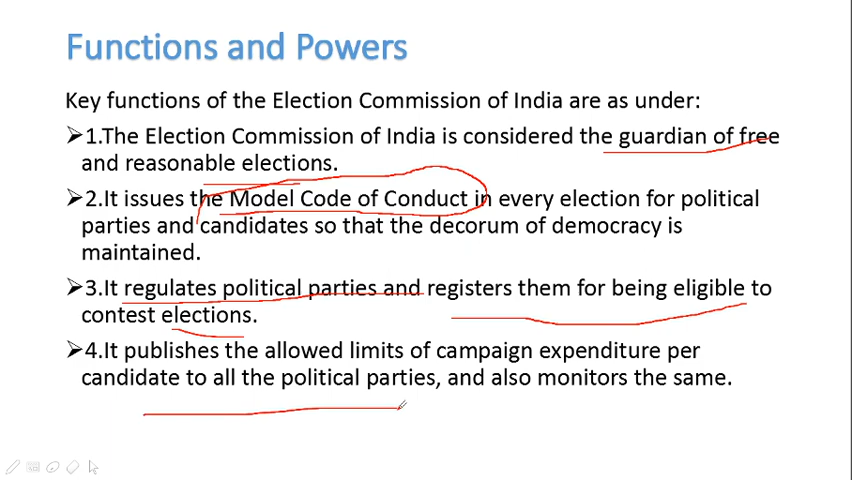 Functions and Powers
Key functions of the Election Commission of India are as under:
➢1.The Election Commission of India is considered the guardian of free
and reasonable elections.
➢2.It issues the Model Code of Conduct in every election for political
parties and candidates so that the decorum of democracy is
maintained.
➢3.It regulates political parties and registers them for being eligible to
contest elections.
➢4.It publishes the allowed limits of campaign expenditure per
candidate to all the political parties, and also monitors the same.